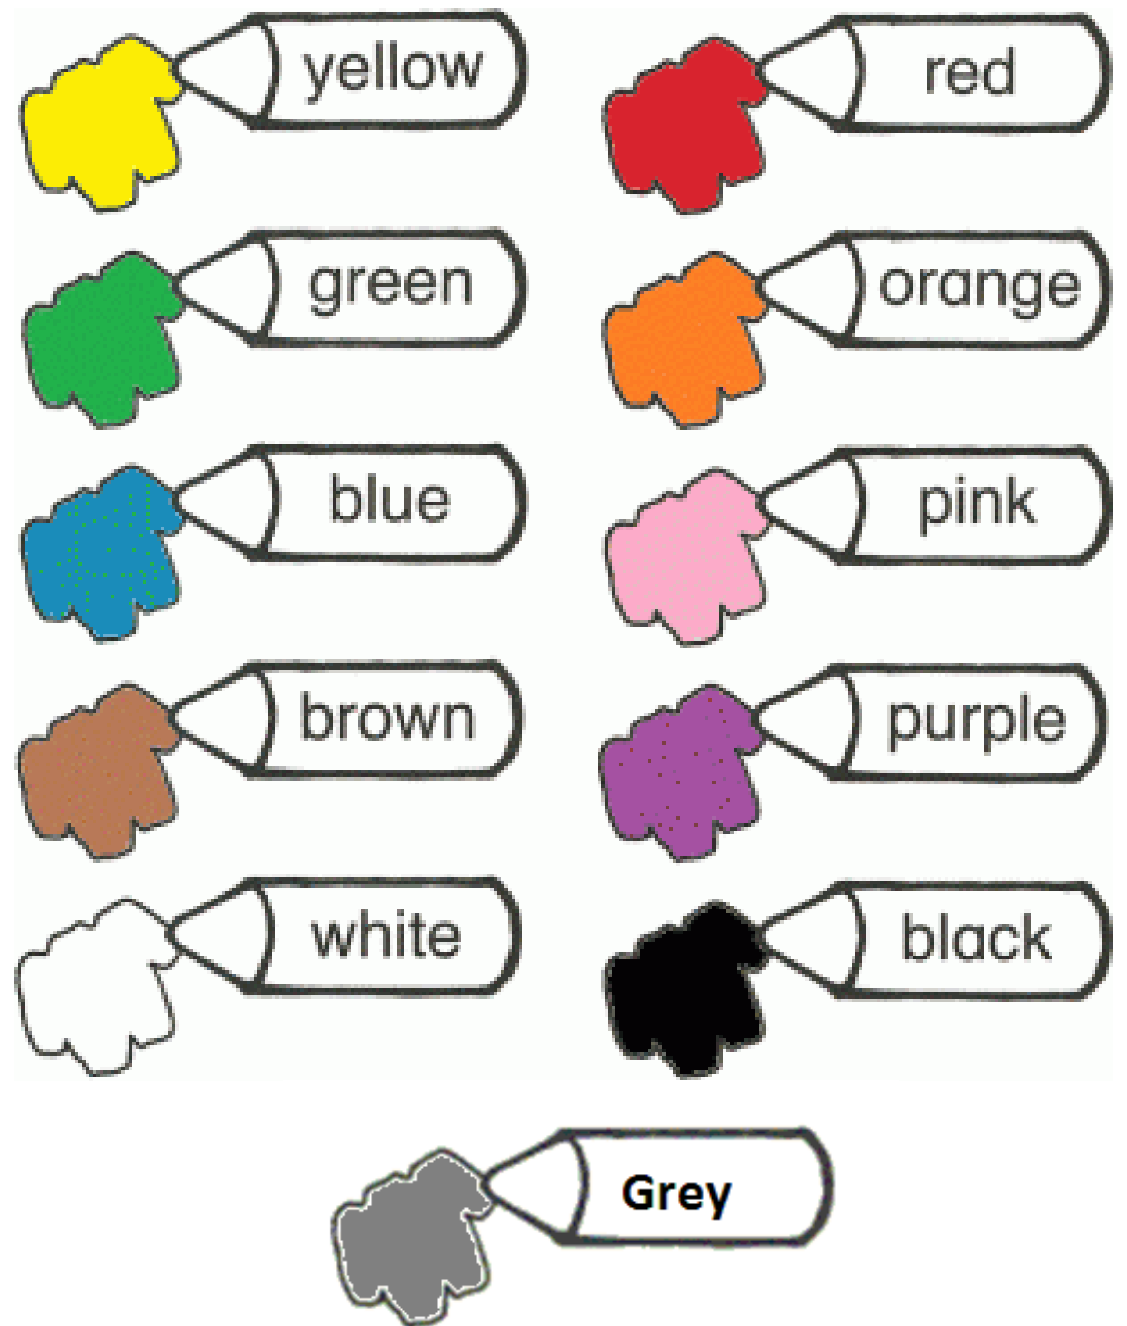 yellow
red
green
orange
blue
pink
brown
purple
white
black
Grey